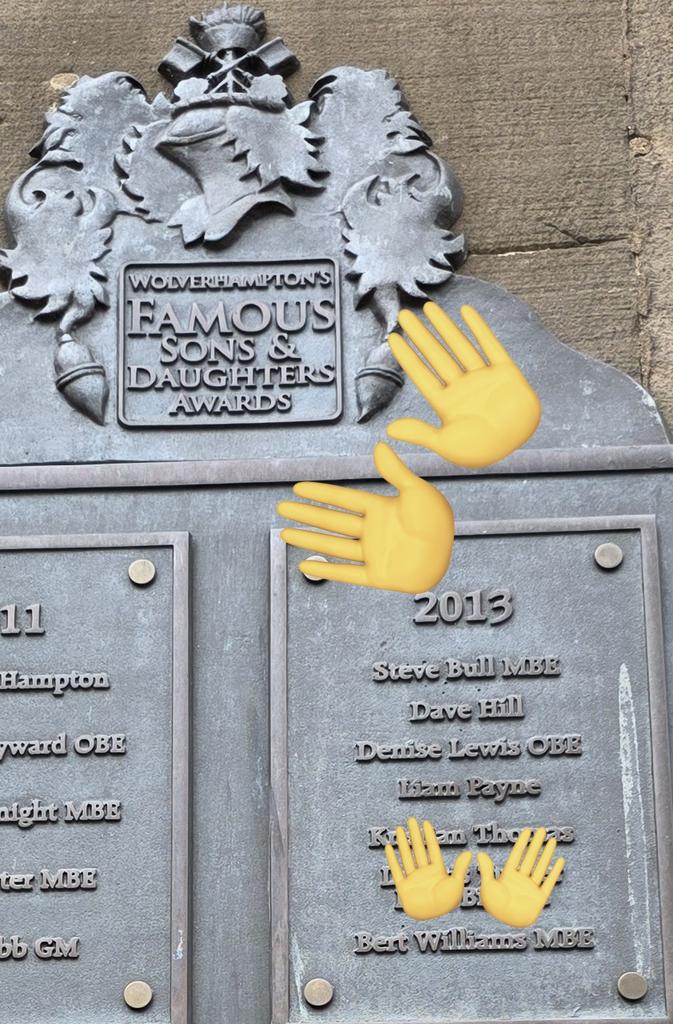 WOLVERHAMPTON'S
FAMOUS
SONS &
DAUGHTERS
AWARDS
11
Hampton
yward OBE
night MBE
ter MBE
bb GM
2013
Steve Bull MBE
Dave Hill
Denise Lewis OBE
Liam Payne
Bert Williams MBE